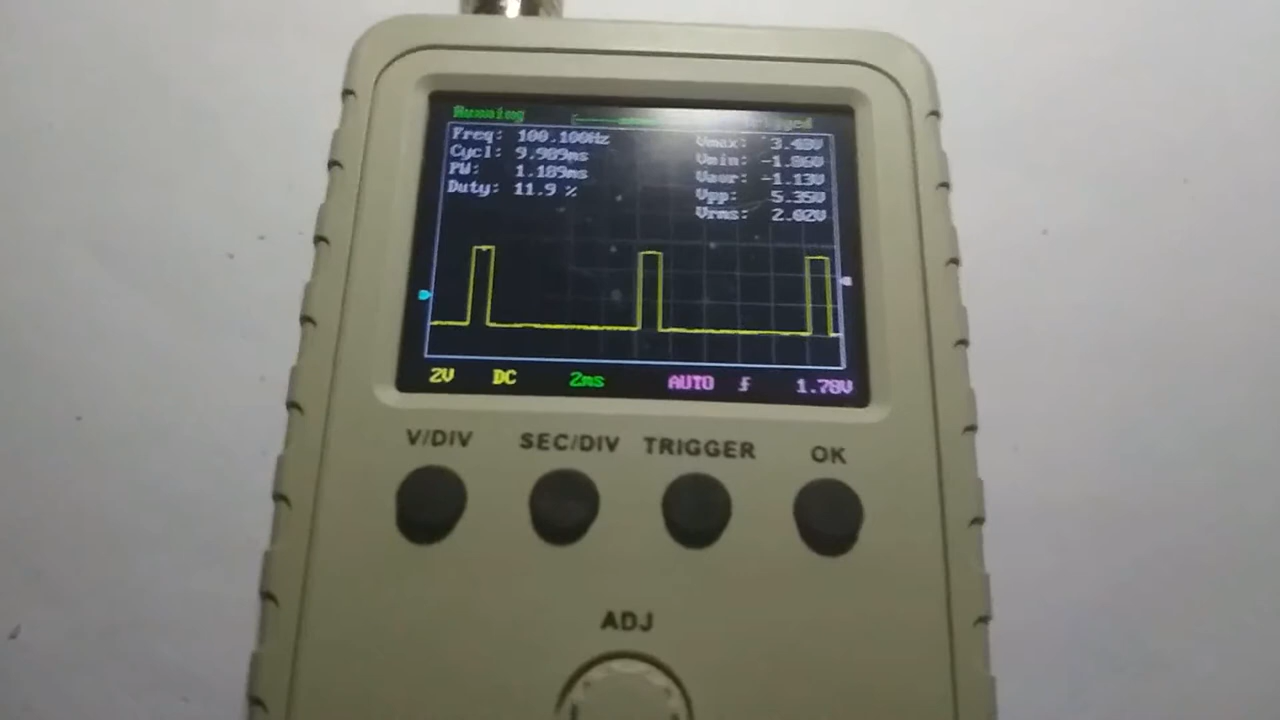 Running
Freq: 100.100Hz
Cycl: 9.989ms
PW: 1.189ms
Duty: 11.9 %
Vmax: 3.48V
Vmin: -1.86V
Vavr: -1.13V
Vpp: 5.35V
Vrms: 2.02V
2V DC 2ms AUTO 1.78V
V/DIV SEC/DIV TRIGGER OK
ADJ